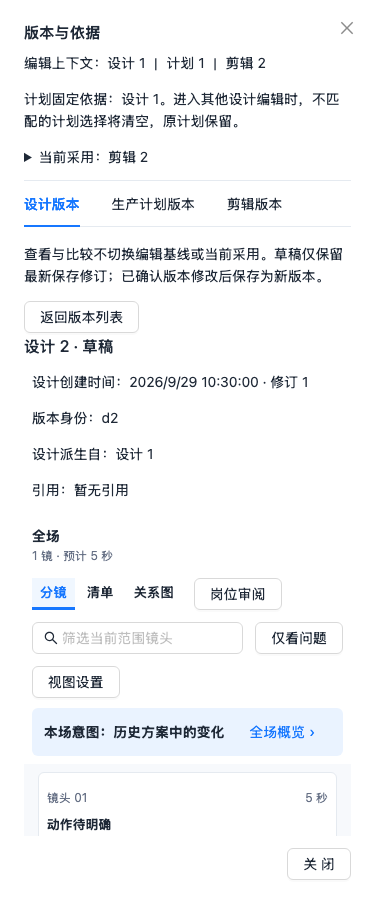 版本与依据
编辑上下文：设计 1 | 计划 1 | 剪辑 2
计划固定依据：设计 1。进入其他设计编辑时，不匹
配的计划选择将清空，原计划保留。
▶ 当前采用：剪辑 2
设计版本 生产计划版本 剪辑版本
查看与比较不切换编辑基线或当前采用。草稿仅保留
最新保存修订；已确认版本修改后保存为新版本。
返回版本列表
设计 2 · 草稿
设计创建时间：2026/9/29 10:30:00 · 修订 1
版本身份：d2
设计派生自：设计 1
引用：暂无引用
全场
1 镜 · 预计 5 秒
分镜 清单 关系图 岗位审阅
筛选当前范围镜头 仅看问题
视图设置
本场意图：历史方案中的变化 全场概览 ›
镜头 01 5 秒
动作待明确
关 闭